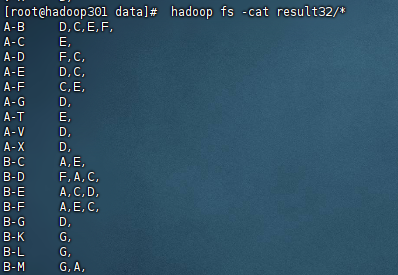 [root@hadoop301 data]# hadoop fs -cat result32/*
A-B D,C,E,F,
A-C E,
A-D F,C,
A-E D,C,
A-F C,E,
A-G D,
A-T E,
A-V D,
A-X D,
B-C A,E,
B-D F,A,C,
B-E A,C,D,
B-F A,E,C,
B-G D,
B-K G,
B-L G,
B-M G,A,